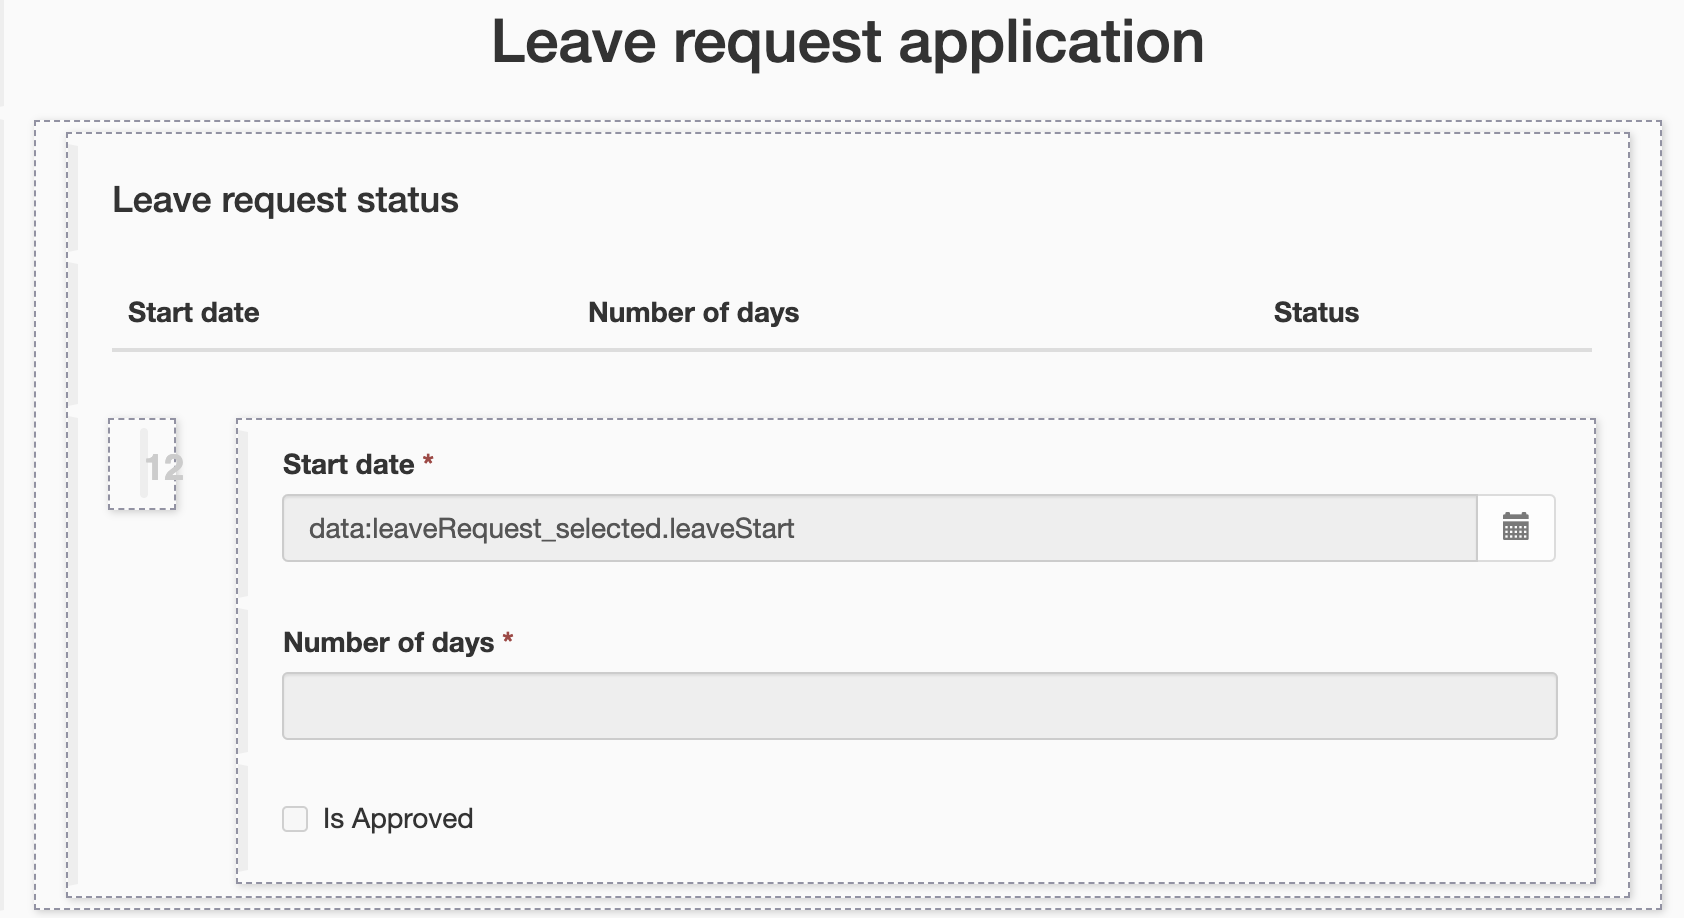 Leave request application
Leave request status
Start date Number of days Status
12
Start date *
data:leaveRequest_selected.leaveStart
Number of days *
Is Approved